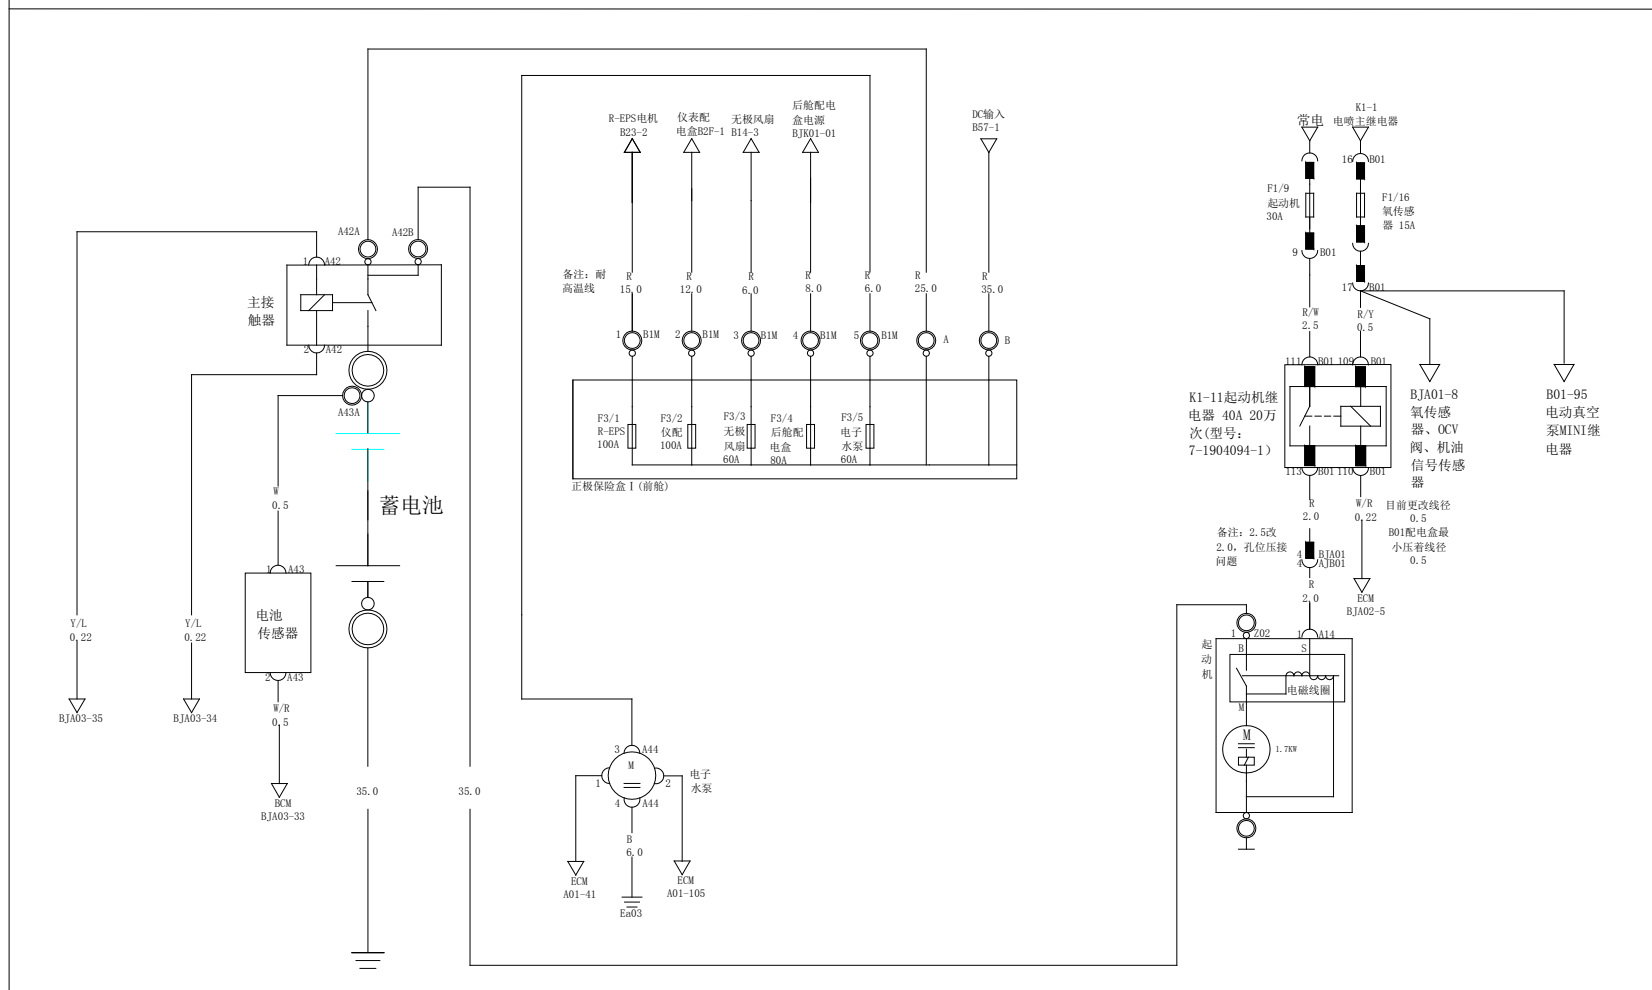 R-EPS电机
B23-2
仪表配
电盒B2F-1
无极风扇
B14-3
后舱配电
盒电源
BJK01-01
DC输入
B57-1
常电
K1-1
电喷主继电器
16 B01
F1/9
起动机
30A
F1/16
氧传感
器 15A
9 B01
17 B01
A42A
A42B
1 A42
主接
触器
2 A42
A43A
备注: 耐
高温线
R
15.0
R
12.0
R
6.0
R
8.0
R
6.0
R
25.0
R
35.0
1 B1M
2 B1M
3 B1M
4 B1M
5 B1M
A
B
F3/1
R-EPS
100A
F3/2
仪配
100A
F3/3
无极
风扇
60A
F3/4
后舱配
电盒
80A
F3/5
电子
水泵
60A
正极保险盒Ⅰ(前舱)
R/W
2.5
R/Y
0.5
111 B01
109 B01
K1-11起动机继
电器 40A 20万
次(型号:
7-1904094-1)
113 B01
110 B01
BJA01-8
氧传感
器、OCV
阀、机油
信号传感
器
B01-95
电动真空
泵MINI继
电器
R
2.0
W/R
0.22
目前更改线径
0.5
B01配电盒最
小压着线径
0.5
备注: 2.5改
2.0, 孔位压接
问题
4 BJA01
4 AJB01
R
2.0
ECM
BJA02-5
W
0.5
蓄电池
1 A43
电池
传感器
2 A43
W/R
0.5
BCM
BJA03-33
Y/L
0.22
BJA03-35
Y/L
0.22
BJA03-34
35.0
35.0
3 A44
M
1
2
电子
水泵
4 A44
B
6.0
ECM
A01-41
ECM
A01-105
Ea03
1 Z02
1 A14
起
动
机
B
S
电磁线圈
M
M
1.7KW